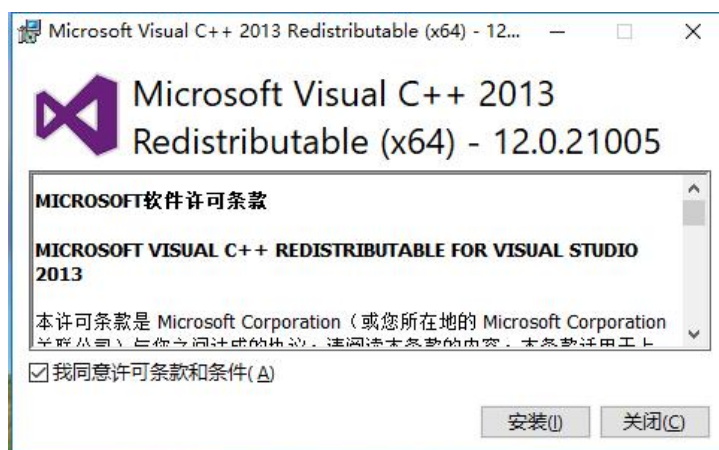 Microsoft Visual C++ 2013 Redistributable (x64) - 12...
Microsoft Visual C++ 2013
Redistributable (x64) - 12.0.21005
MICROSOFT软件许可条款
MICROSOFT VISUAL C++ REDISTRIBUTABLE FOR VISUAL STUDIO
2013
本许可条款是 Microsoft Corporation（或您所在地的 Microsoft Corporation
我同意许可条款和条件(A)
安装(I)
关闭(C)